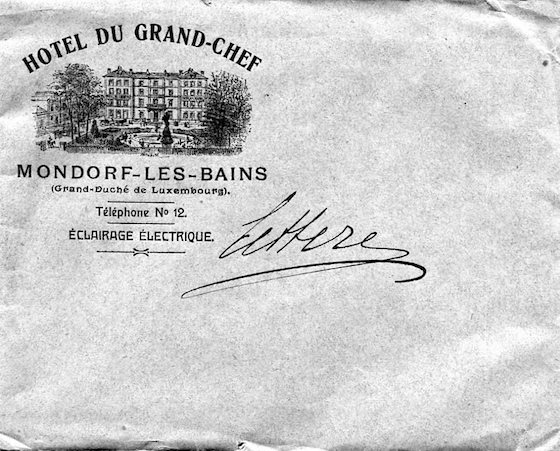 HOTEL DU GRAND-CHEF
MONDORF-LES-BAINS
(Grand-Duché de Luxembourg).
Téléphone No 12.
ÉCLAIRAGE ÉLECTRIQUE.
Lettere